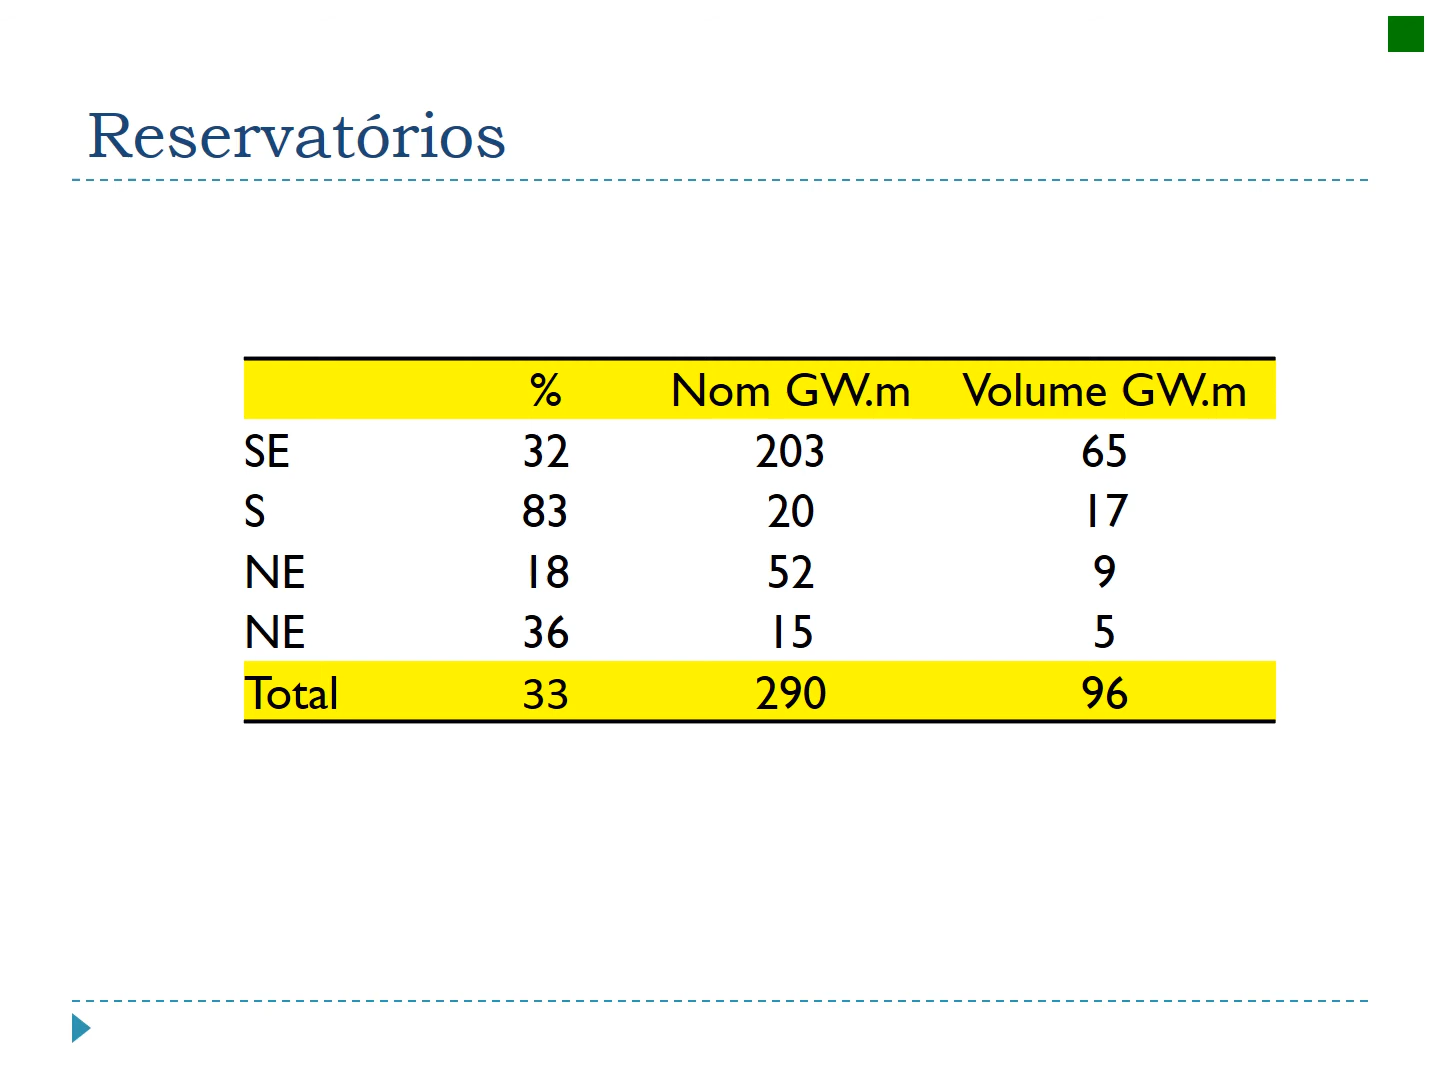 Reservatórios
% Nom GW.m Volume GW.m
SE 32 203 65
S 83 20 17
NE 18 52 9
NE 36 15 5
Total 33 290 96